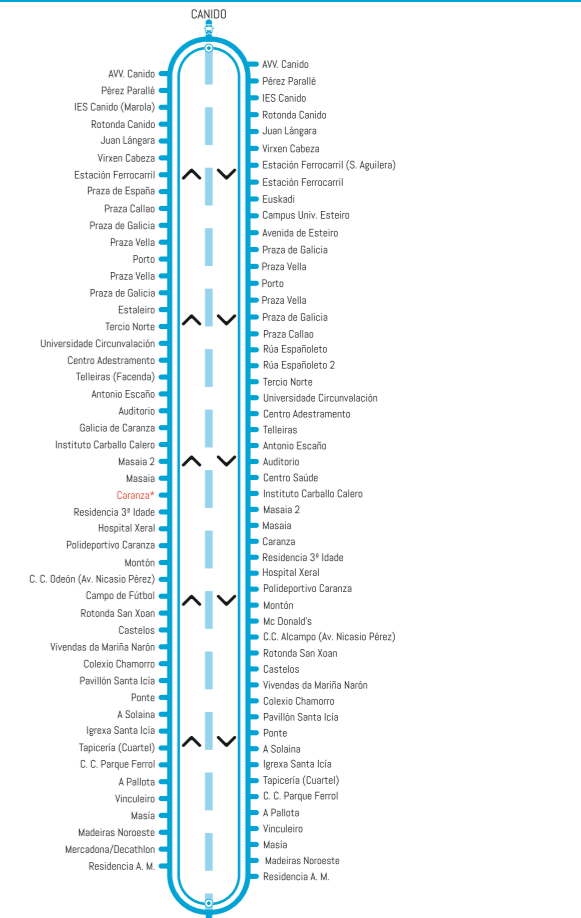 CANIDO
AVV. Canido
Pérez Parallé
IES Canido (Marola)
Rotonda Canido
Juan Lángara
Virxen Cabeza
Estación Ferrocarril
Praza de España
Praza Callao
Praza de Galicia
Praza Vella
Porto
Praza Vella
Praza de Galicia
Estaleiro
Tercio Norte
Universidade Circunvalación
Centro Adestramento
Telleiras (Facenda)
Antonio Escaño
Auditorio
Galicia de Caranza
Instituto Carballo Calero
Masaia 2
Masaia
Caranza*
Residencia 3ª Idade
Hospital Xeral
Polideportivo Caranza
Montón
C. C. Odeón (Av. Nicasio Pérez)
Campo de Fútbol
Rotonda San Xoan
Castelos
Vivendas da Mariña Narón
Colexio Chamorro
Pavillón Santa Icía
Ponte
A Solaina
Igrexa Santa Icía
Tapicería (Cuartel)
C. C. Parque Ferrol
A Pallota
Vinculeiro
Masía
Madeiras Noroeste
Mercadona/Decathlon
Residencia A. M.
AVV. Canido
Pérez Parallé
IES Canido
Rotonda Canido
Juan Lángara
Virxen Cabeza
Estación Ferrocarril (S. Aguilera)
Estación Ferrocarril
Euskadi
Campus Univ. Esteiro
Avenida de Esteiro
Praza de Galicia
Praza Vella
Porto
Praza Vella
Praza de Galicia
Praza Callao
Rúa Españoleto
Rúa Españoleto 2
Tercio Norte
Universidade Circunvalación
Centro Adestramento
Telleiras
Antonio Escaño
Auditorio
Centro Saúde
Instituto Carballo Calero
Masaia 2
Masaia
Caranza
Residencia 3ª Idade
Hospital Xeral
Polideportivo Caranza
Montón
Mc Donald's
C.C. Alcampo (Av. Nicasio Pérez)
Rotonda San Xoan
Castelos
Vivendas da Mariña Narón
Colexio Chamorro
Pavillón Santa Icía
Ponte
A Solaina
Igrexa Santa Icía
Tapicería (Cuartel)
C. C. Parque Ferrol
A Pallota
Vinculeiro
Masía
Madeiras Noroeste
Residencia A. M.